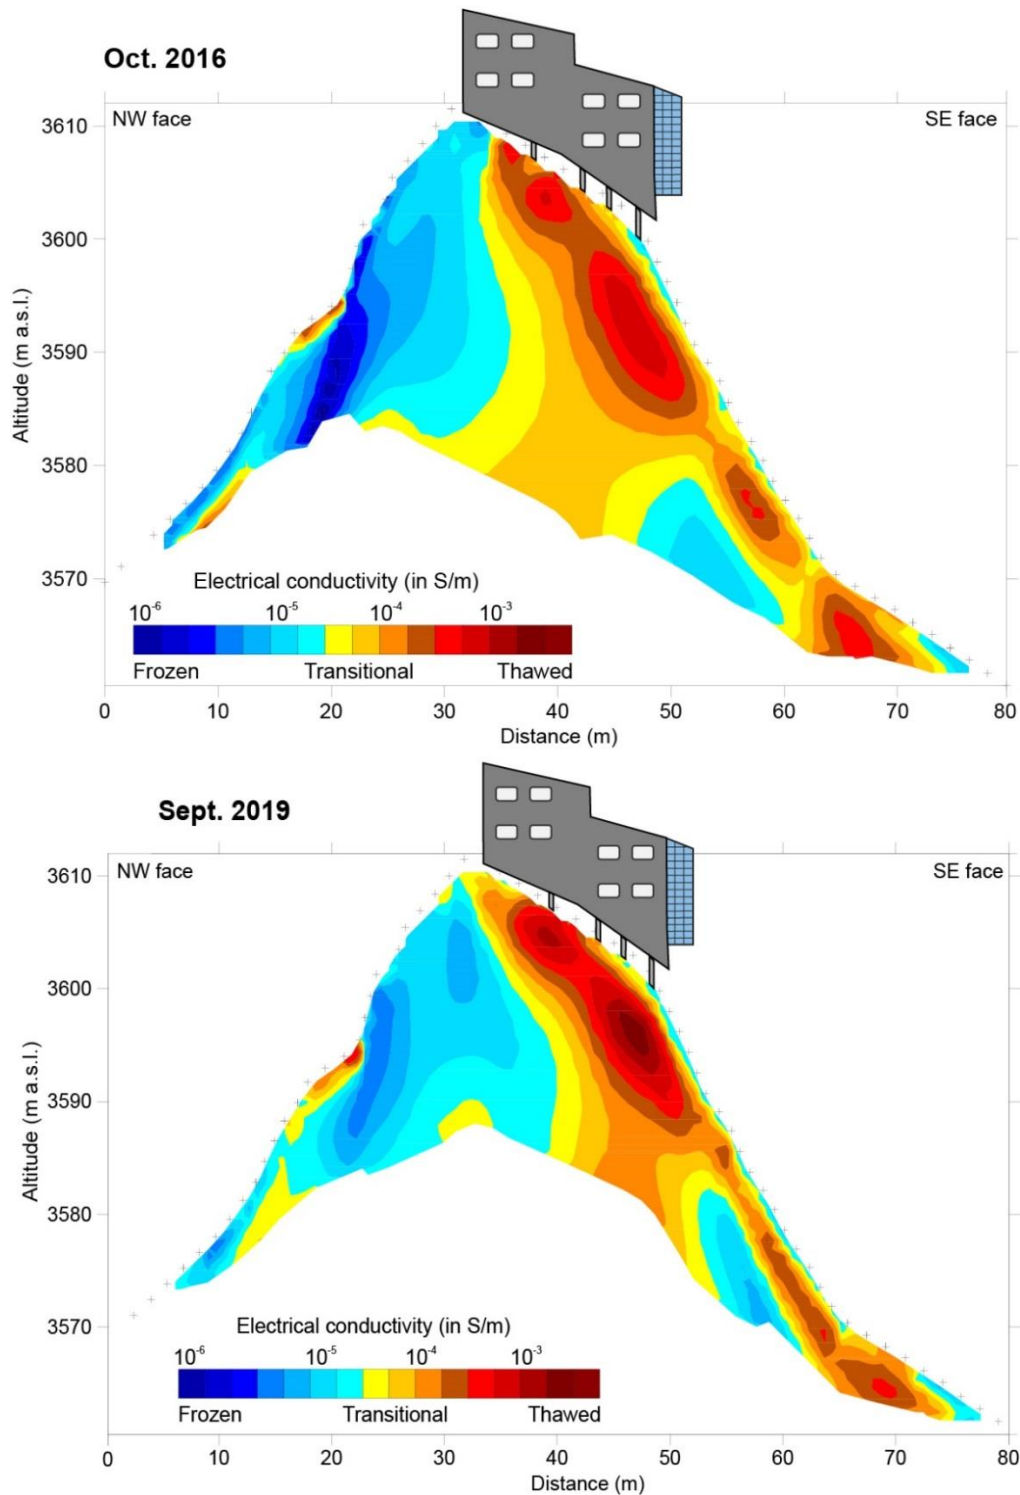 Oct. 2016
NW face
SE face
3610
3600
3590
3580
3570
Altitude (m a.s.l.)
Electrical conductivity (in S/m)
10⁻⁶ 10⁻⁵ 10⁻⁴ 10⁻³
Frozen Transitional Thawed
0 10 20 30 40 50 60 70 80
Distance (m)
Sept. 2019
NW face
SE face
3610
3600
3590
3580
3570
Altitude (m a.s.l.)
Electrical conductivity (in S/m)
10⁻⁶ 10⁻⁵ 10⁻⁴ 10⁻³
Frozen Transitional Thawed
0 10 20 30 40 50 60 70 80
Distance (m)